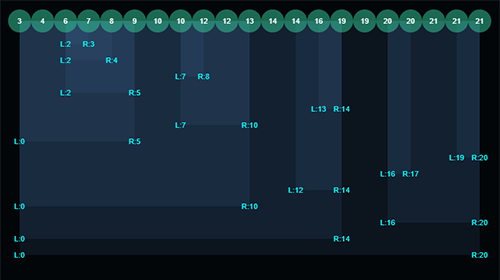 3 4 6 7 8 9 10 10 12 12 13 14 16 19 19 20 20 21 21 21
L:2 R:3
L:2 R:4
L:7 R:8
L:2 R:5
L:13 R:14
L:7 R:10
L:0 R:5
L:19 R:20
L:16 R:17
L:12 R:14
L:0 R:10
L:16 R:20
L:0 R:14
L:0 R:20